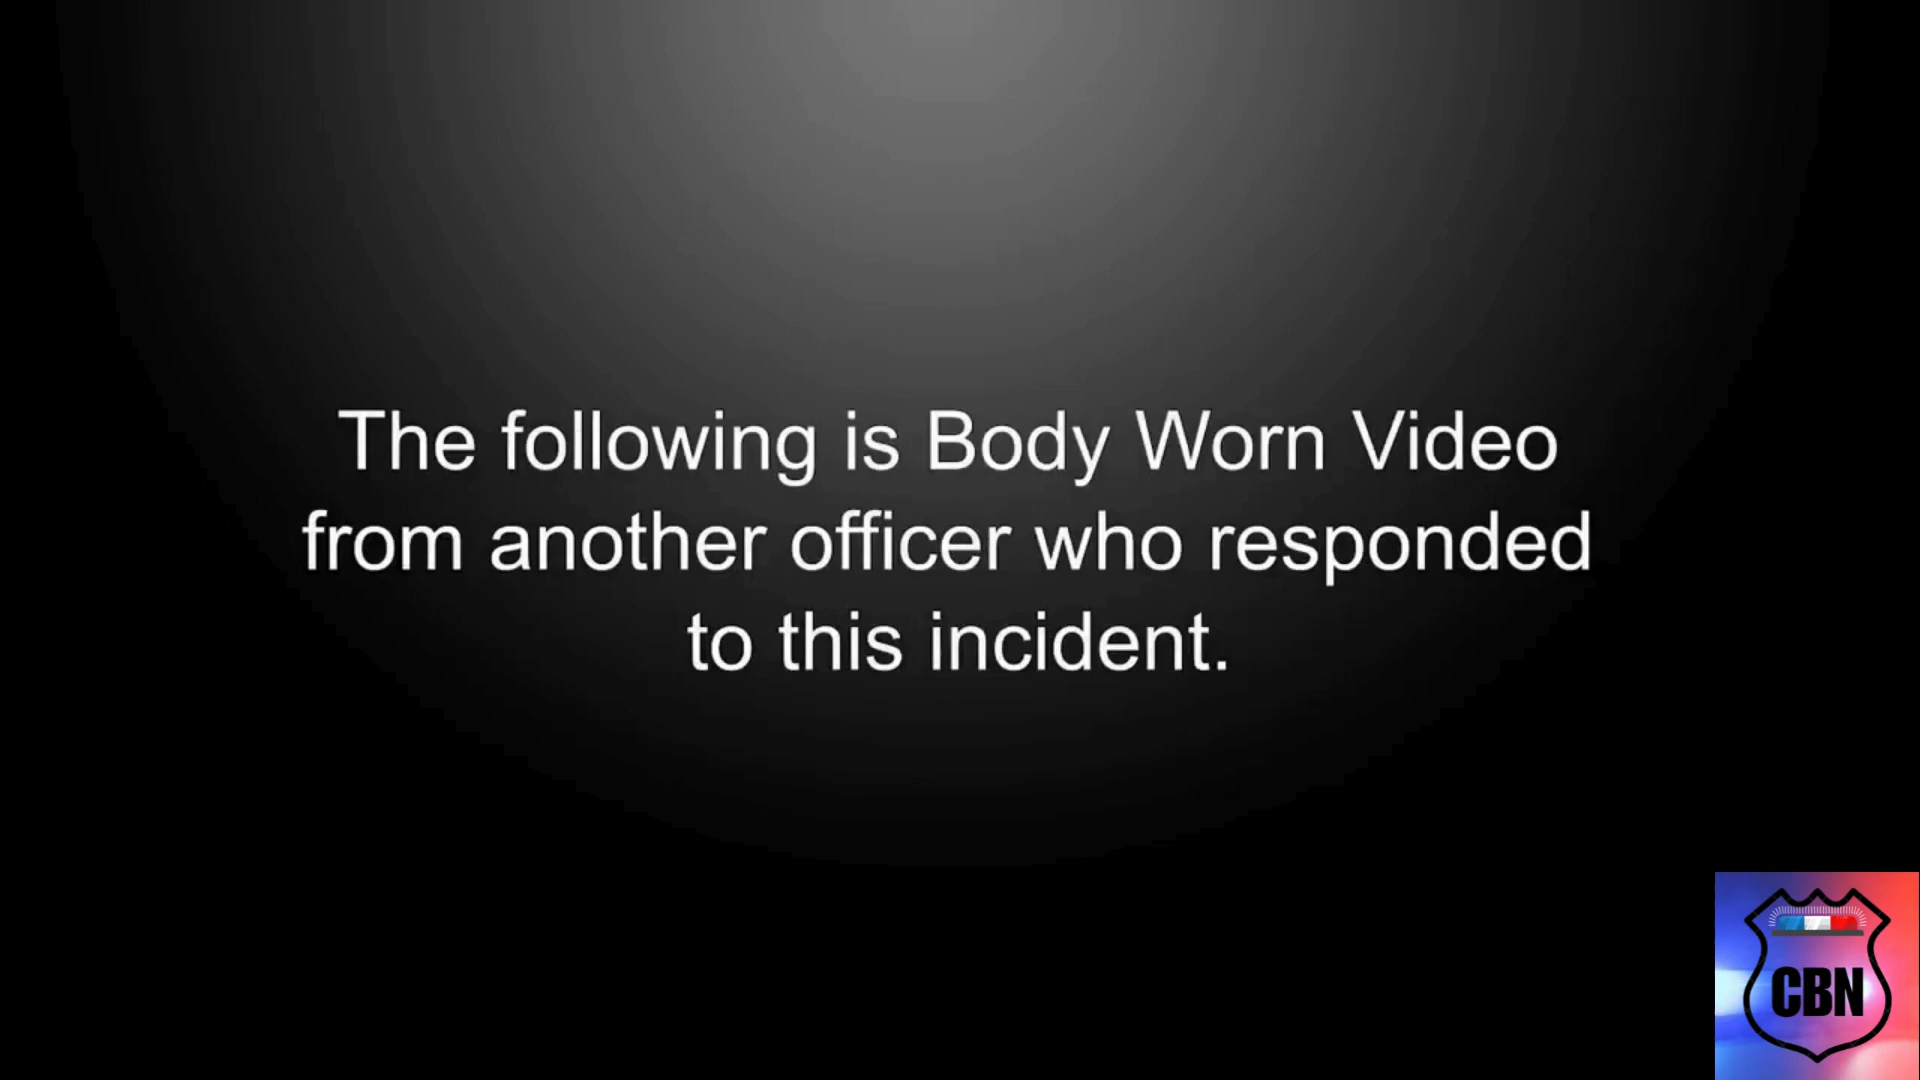 The following is Body Worn Video
from another officer who responded
to this incident.
CBN